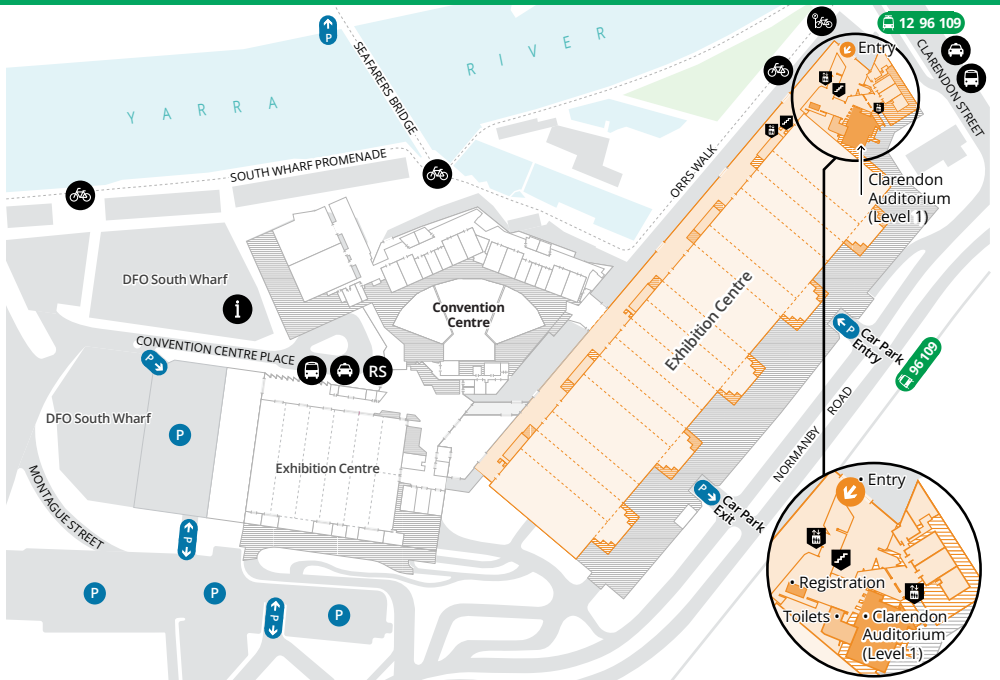 12 96 109
Entry
CLARENDON STREET
P
SEAFARERS BRIDGE
YARRA RIVER
SOUTH WHARF PROMENADE
ORRS WALK
Clarendon
Auditorium
(Level 1)
DFO South Wharf
i
Convention
Centre
Exhibition Centre
CONVENTION CENTRE PLACE
RS
P
P
Car Park
Entry
96 109
DFO South Wharf
P
Exhibition Centre
NORMANBY ROAD
MONTAGUE STREET
P
Car Park
Exit
P
P
P
P
P
Entry
Registration
Toilets
Clarendon
Auditorium
(Level 1)